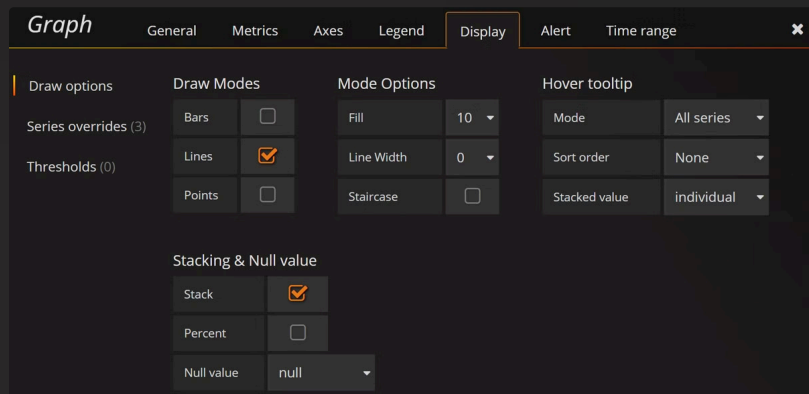 Graph
General
Metrics
Axes
Legend
Display
Alert
Time range
Draw options
Series overrides (3)
Thresholds (0)
Draw Modes
Bars
Lines
Points
Mode Options
Fill 10
Line Width 0
Staircase
Hover tooltip
Mode All series
Sort order None
Stacked value individual
Stacking & Null value
Stack
Percent
Null value null